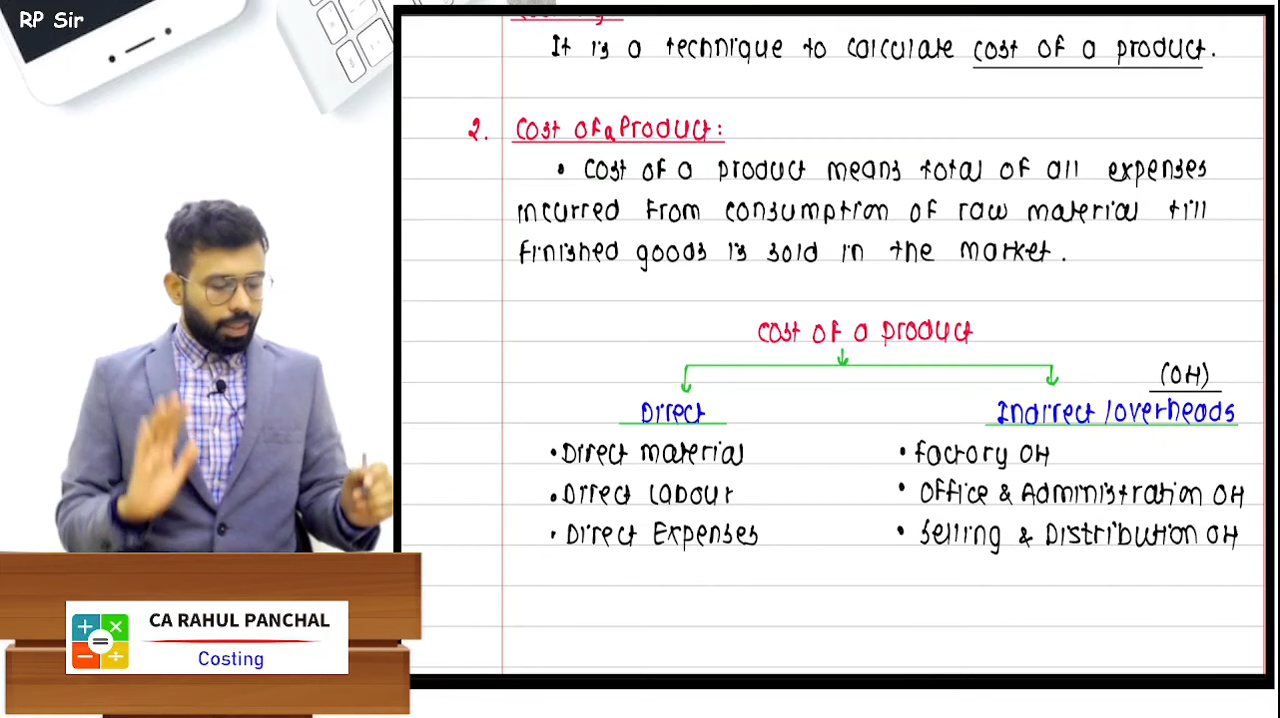 RP Sir
It is a technique to calculate cost of a product.
2. Cost of a Product:
• Cost of a product means total of all expenses
incurred from consumption of raw material till
finished goods is sold in the market.
Cost of a product
(OH)
Direct
Indirect/overheads
• Direct material
• Direct Labour
• Direct Expenses
• Factory OH
• Office & Administration OH
• Selling & Distribution OH
CA RAHUL PANCHAL
Costing